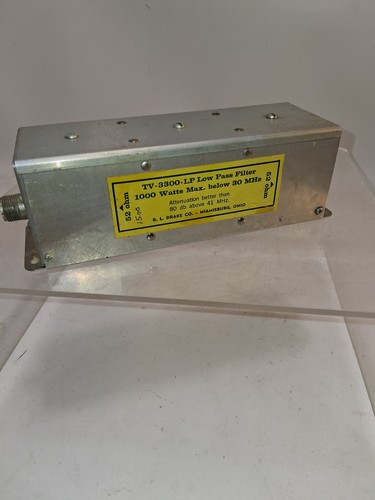 TV-3300-LP Low Pass Filter
1000 Watts Max. below 30 MHz
Attenuation better than
80 db above 41 MHz.
R. L. DRAKE CO. - MIAMISBURG, OHIO
52 ohm
52 ohm